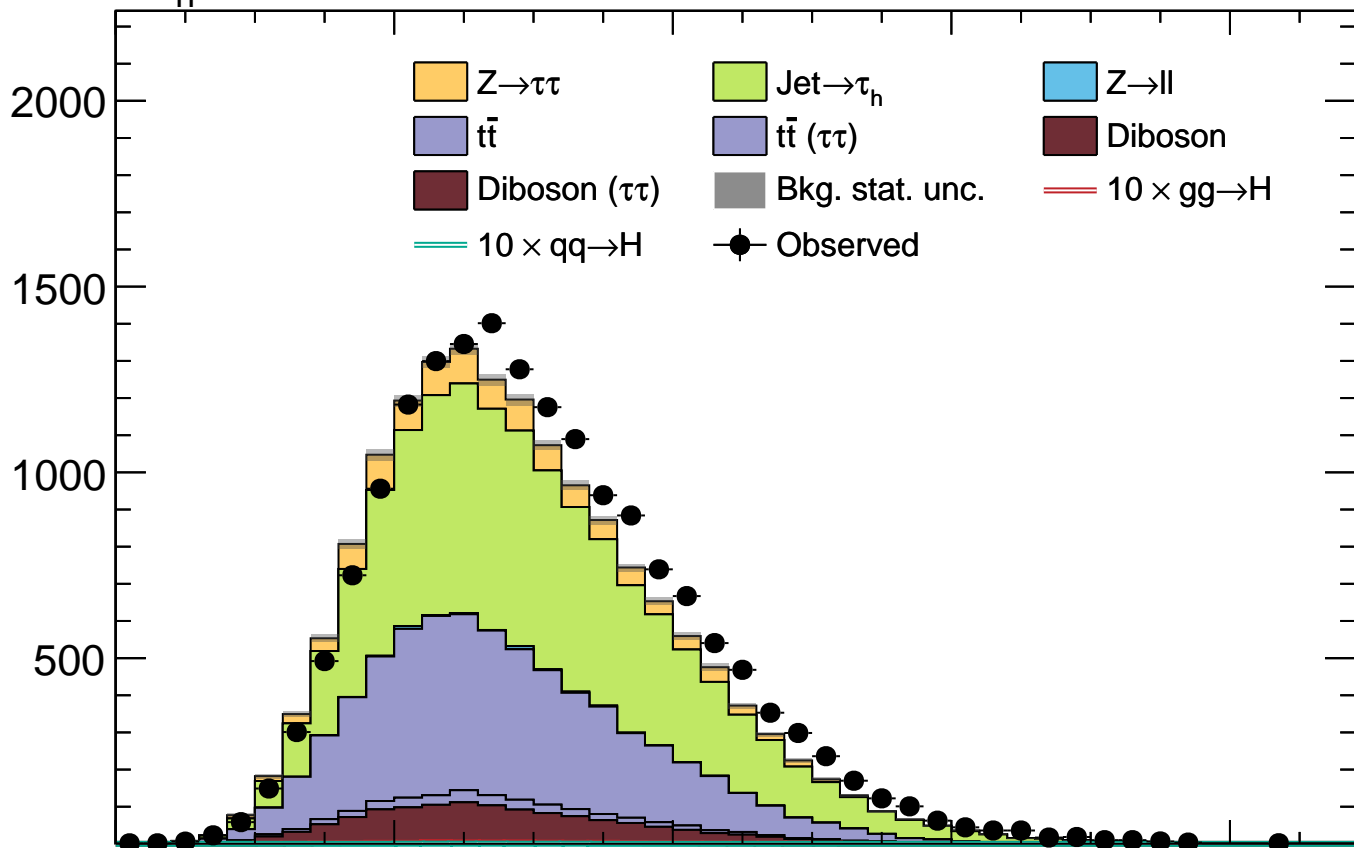 2000
1500
1000
500
Z→ττ Jet→τh Z→ll
tt̄ tt̄ (ττ) Diboson
Diboson (ττ) Bkg. stat. unc. 10 × gg→H
10 × qq→H Observed